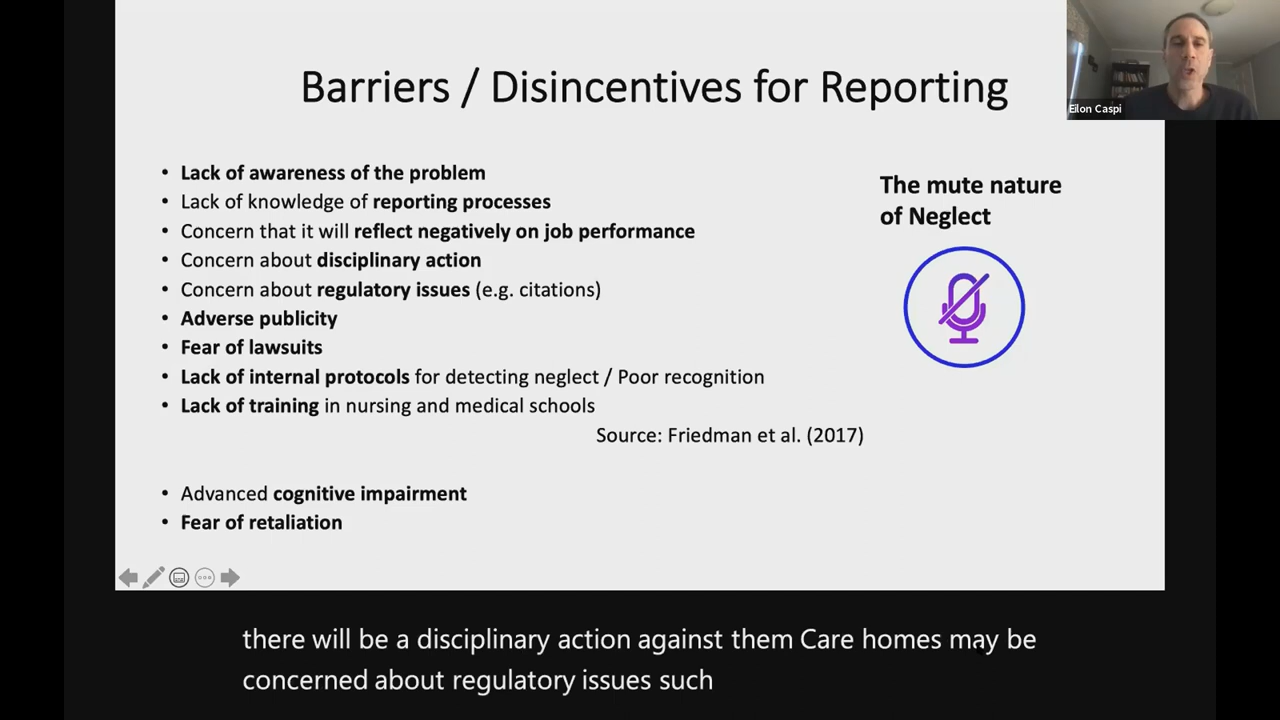 Barriers / Disincentives for Reporting
Eilon Caspi
• Lack of awareness of the problem
• Lack of knowledge of reporting processes
• Concern that it will reflect negatively on job performance
• Concern about disciplinary action
• Concern about regulatory issues (e.g. citations)
• Adverse publicity
• Fear of lawsuits
• Lack of internal protocols for detecting neglect / Poor recognition
• Lack of training in nursing and medical schools
Source: Friedman et al. (2017)
• Advanced cognitive impairment
• Fear of retaliation
The mute nature
of Neglect
there will be a disciplinary action against them Care homes may be
concerned about regulatory issues such